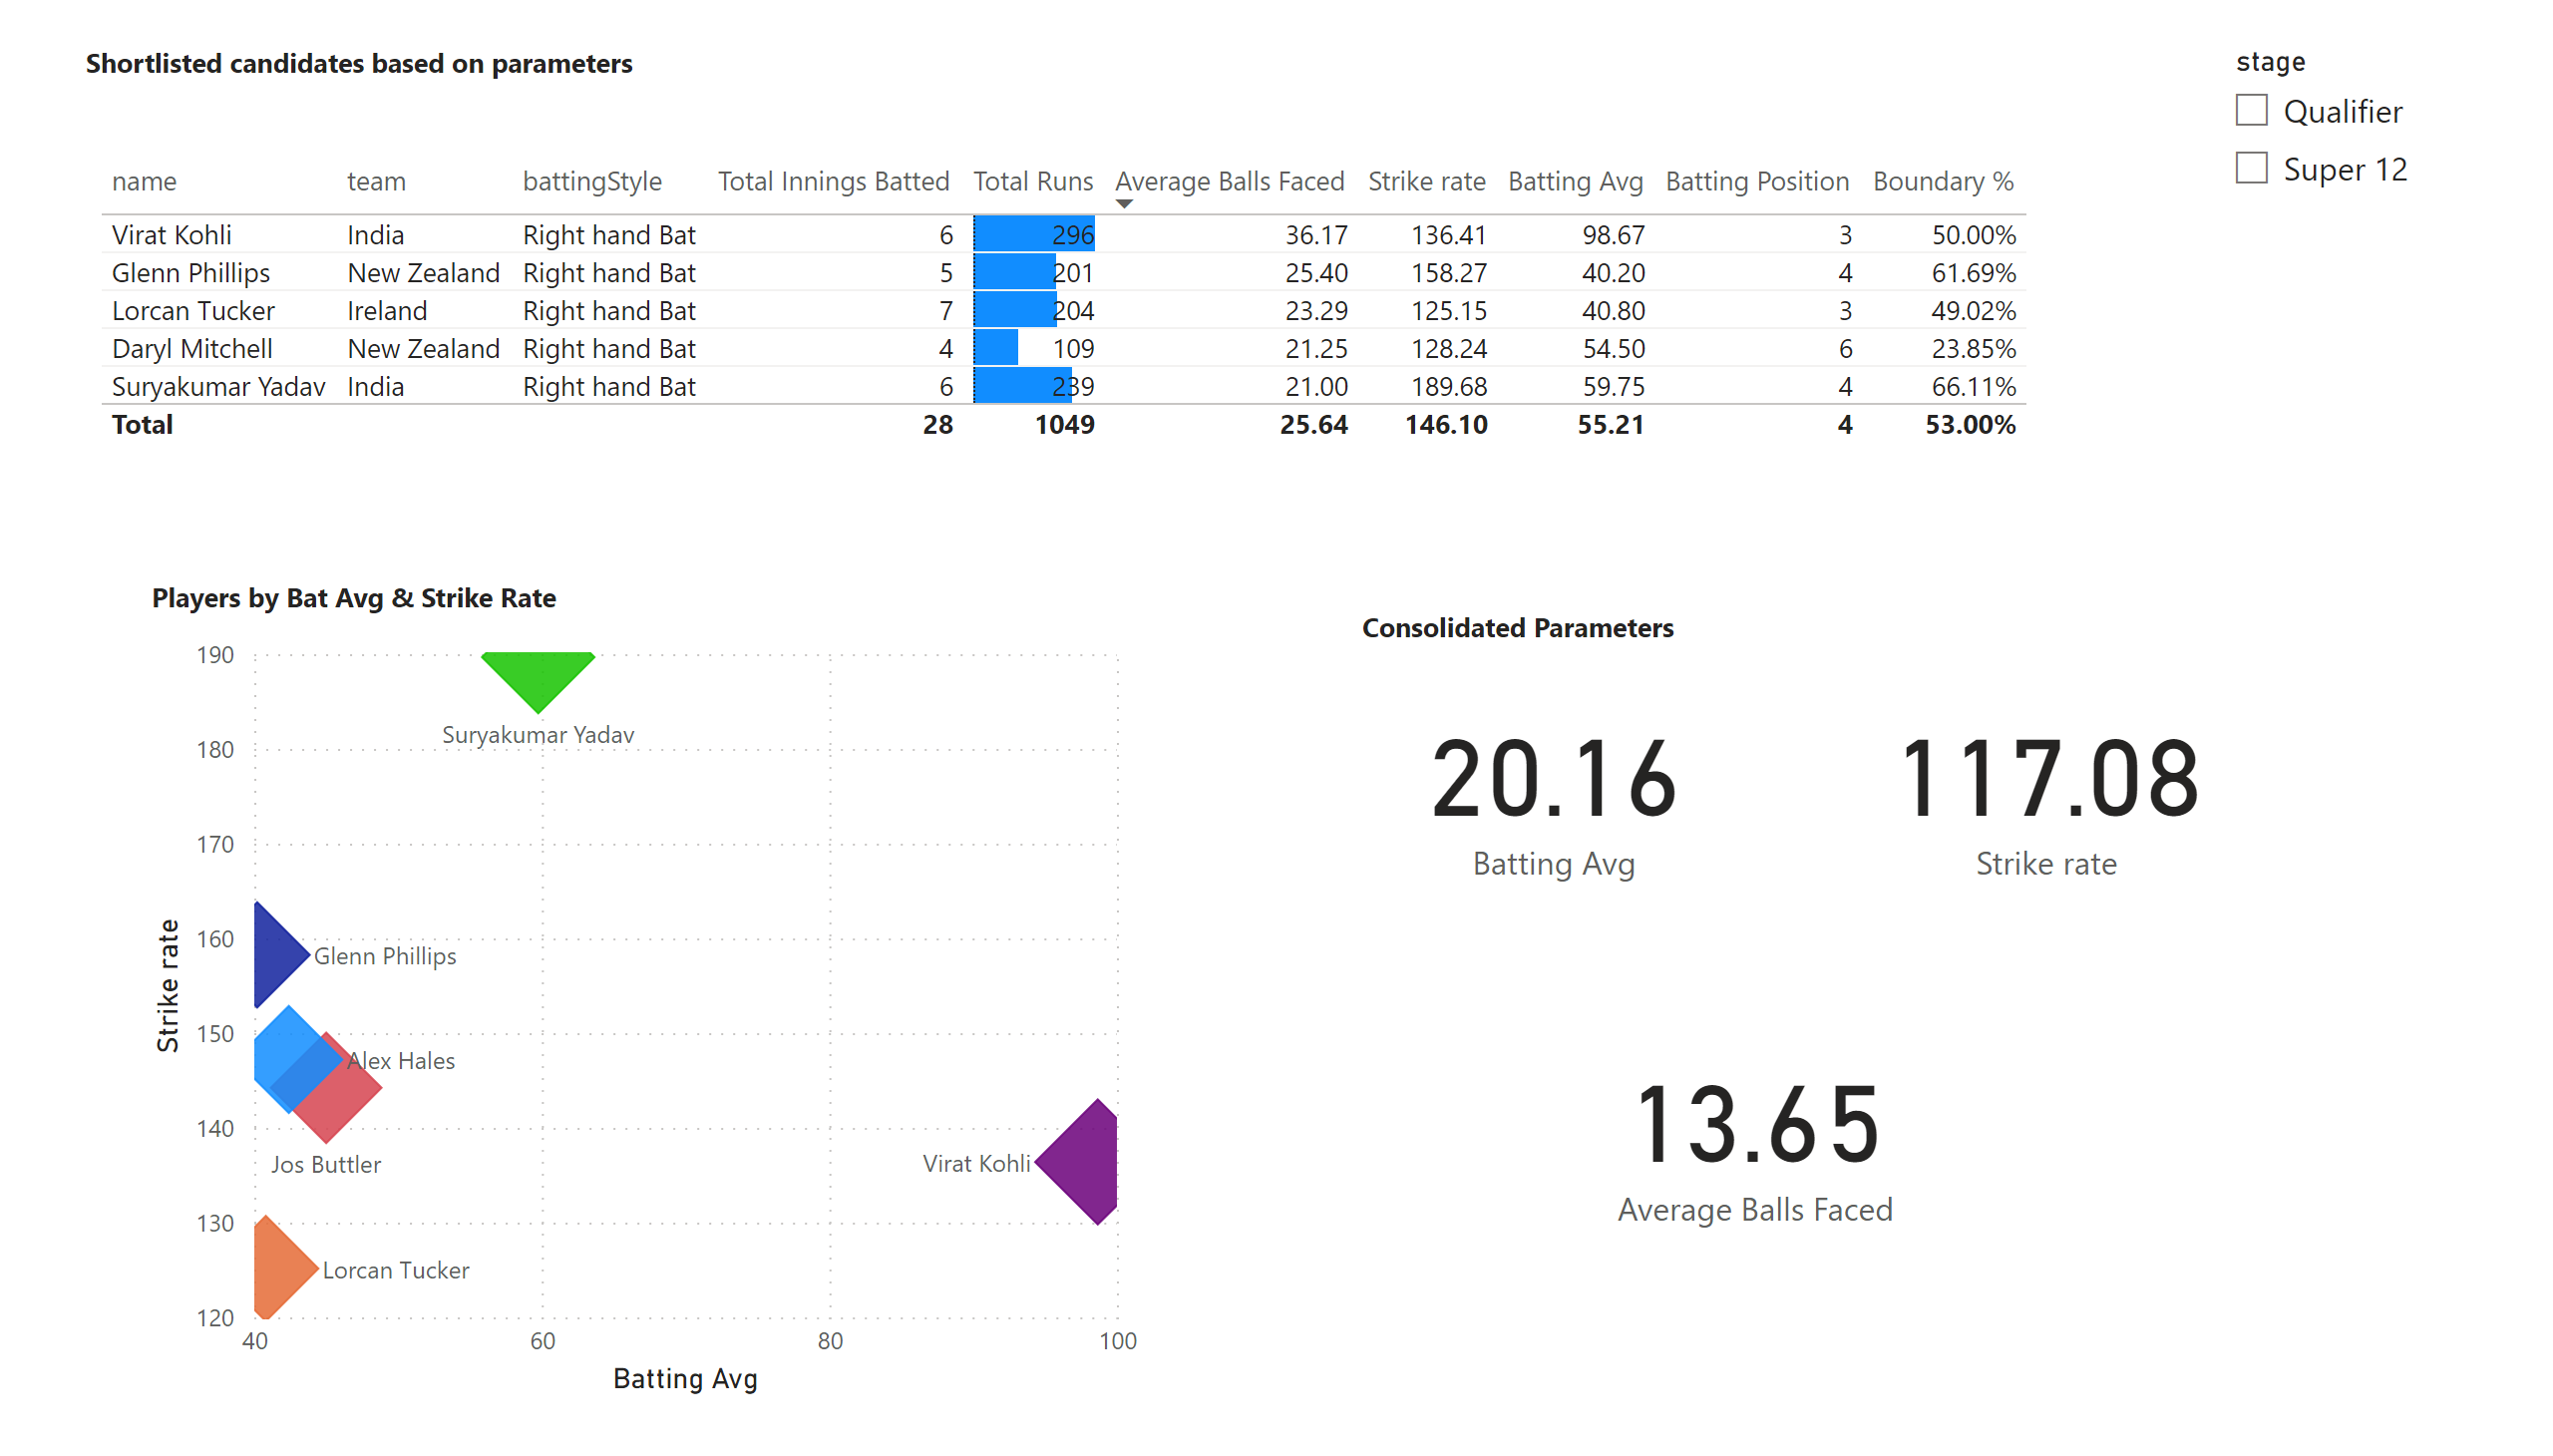 Shortlisted candidates based on parameters
stage
Qualifier
Super 12
name team battingStyle Total Innings Batted Total Runs Average Balls Faced Strike rate Batting Avg Batting Position Boundary %
Virat Kohli India Right hand Bat 6 296 36.17 136.41 98.67 3 50.00%
Glenn Phillips New Zealand Right hand Bat 5 201 25.40 158.27 40.20 4 61.69%
Lorcan Tucker Ireland Right hand Bat 7 204 23.29 125.15 40.80 3 49.02%
Daryl Mitchell New Zealand Right hand Bat 4 109 21.25 128.24 54.50 6 23.85%
Suryakumar Yadav India Right hand Bat 6 239 21.00 189.68 59.75 4 66.11%
Total 28 1049 25.64 146.10 55.21 4 53.00%
Players by Bat Avg & Strike Rate
190
Suryakumar Yadav
180
170
160
Glenn Phillips
150
Alex Hales
140
Jos Buttler
Virat Kohli
130
Lorcan Tucker
120
Strike rate
40 60 80 100
Batting Avg
Consolidated Parameters
20.16
Batting Avg
117.08
Strike rate
13.65
Average Balls Faced